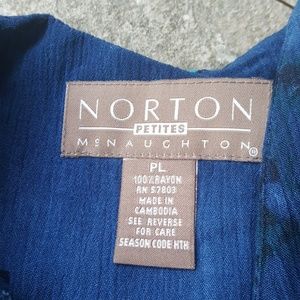 NORTON
PETITES
MCNAUGHTON®
PL
100% RAYON
RN 57803
MADE IN
CAMBODIA
SEE REVERSE
FOR CARE
SEASON CODE HTH